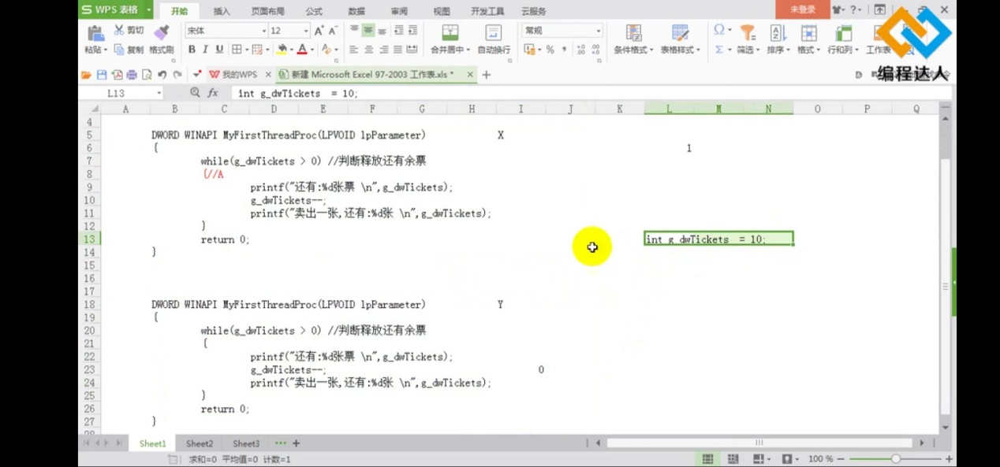 S WPS 表格 开始 插入 页面布局 公式 数据 审阅 视图 开发工具 云服务 未登录
剪切 宋体 12 常规
粘贴 复制 格式刷 B I U 合并居中 自动换行 条件格式 表格样式 筛选 排序 格式 行和列 工作表
编程达人
我的WPS 新建 Microsoft Excel 97-2003 工作表.xls *
L13 fx int g_dwTickets = 10;
A B C D E F G H I J K L M N O P Q
4
5 DWORD WINAPI MyFirstThreadProc(LPVOID lpParameter) X
6 { 1
7 while(g_dwTickets > 0) //判断释放还有余票
8 {//A
9 printf("还有:%d张票 \n",g_dwTickets);
10 g_dwTickets--;
11 printf("卖出一张,还有:%d张 \n",g_dwTickets);
12 }
13 return 0; int g_dwTickets = 10;
14 }
15
16
17
18 DWORD WINAPI MyFirstThreadProc(LPVOID lpParameter) Y
19 {
20 while(g_dwTickets > 0) //判断释放还有余票
21 {
22 printf("还有:%d张票 \n",g_dwTickets);
23 g_dwTickets--; 0
24 printf("卖出一张,还有:%d张 \n",g_dwTickets);
25 }
26 return 0;
27 }
28
Sheet1 Sheet2 Sheet3
求和=0 平均值=0 计数=1 100 %